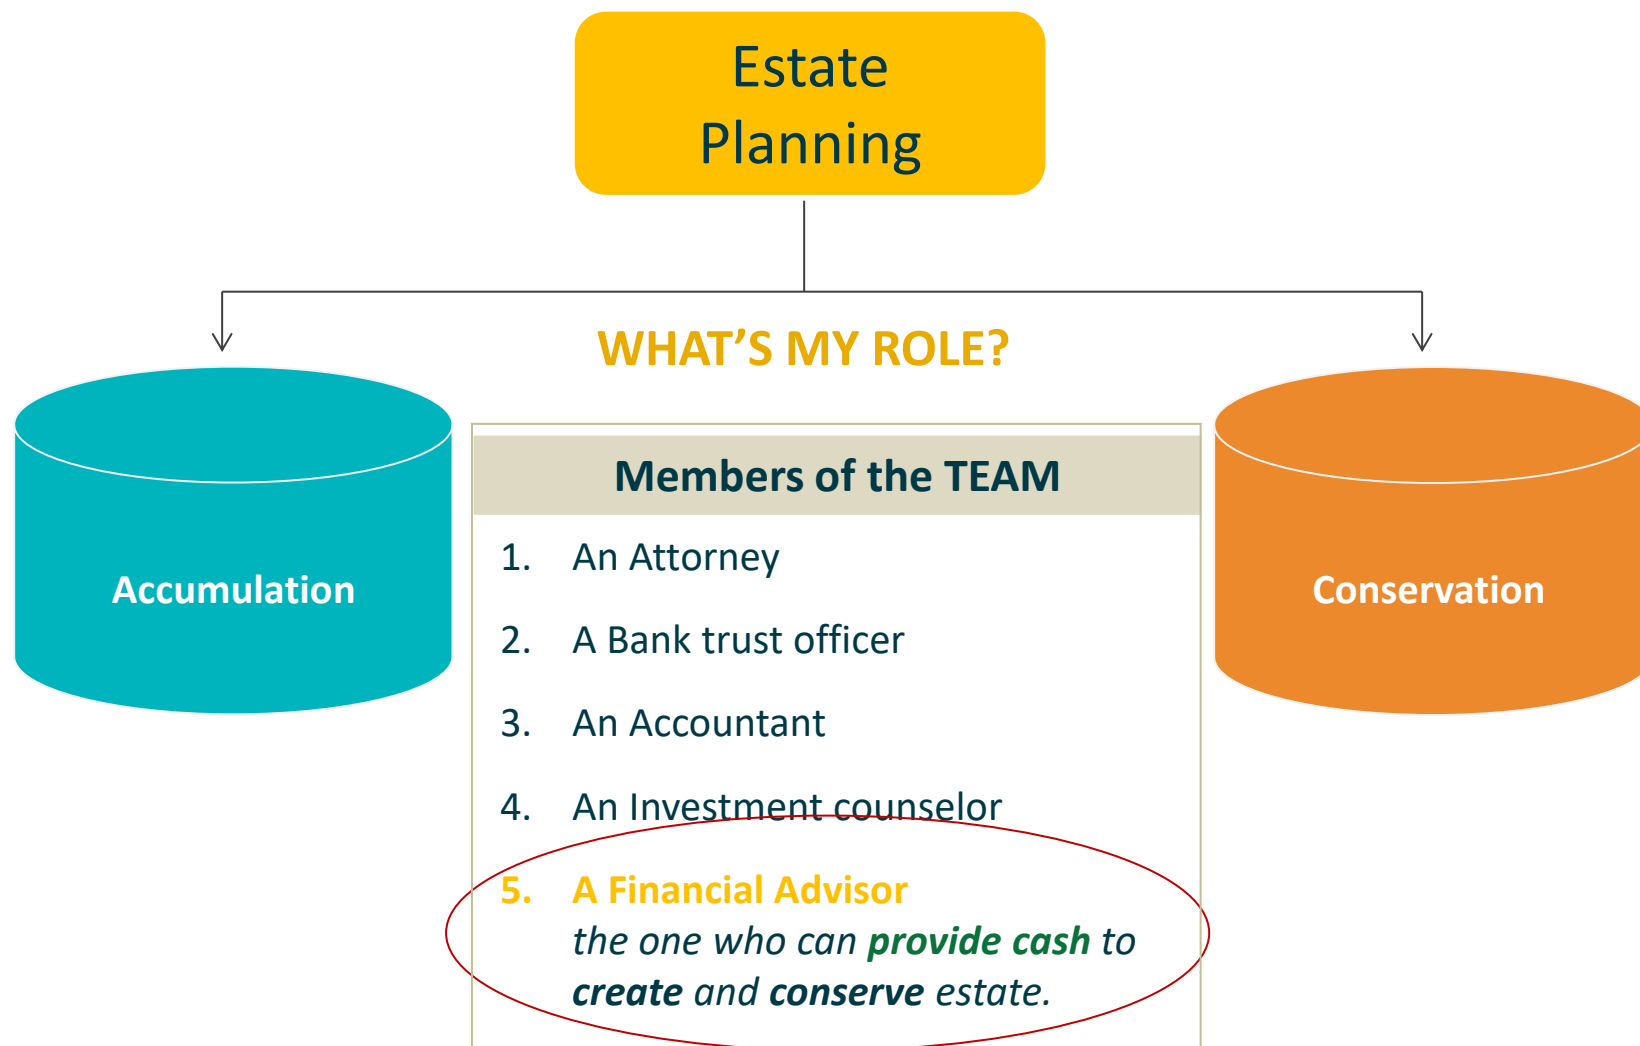 Estate
Planning
WHAT’S MY ROLE?
Accumulation
Members of the TEAM
1. An Attorney
2. A Bank trust officer
3. An Accountant
4. An Investment counselor
5. A Financial Advisor
the one who can provide cash to
create and conserve estate.
Conservation